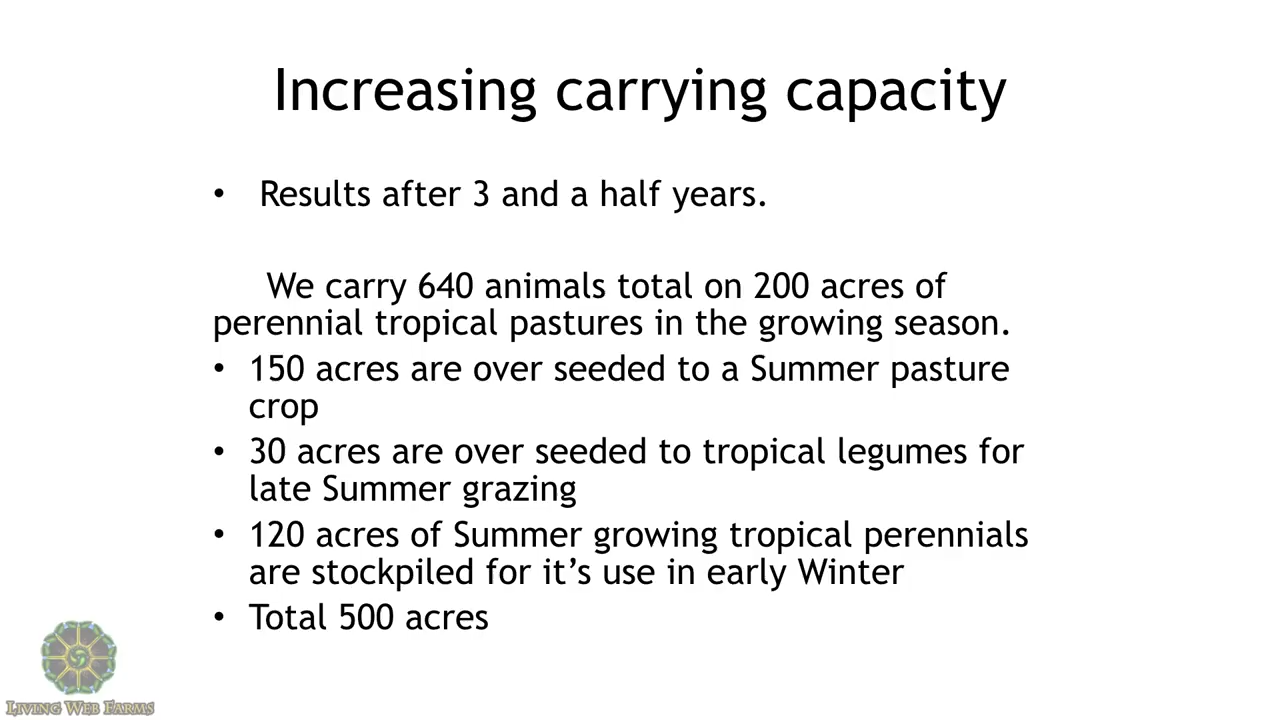 Increasing carrying capacity
• Results after 3 and a half years.
We carry 640 animals total on 200 acres of
perennial tropical pastures in the growing season.
• 150 acres are over seeded to a Summer pasture
crop
• 30 acres are over seeded to tropical legumes for
late Summer grazing
• 120 acres of Summer growing tropical perennials
are stockpiled for it’s use in early Winter
• Total 500 acres
LIVING WEB FARMS